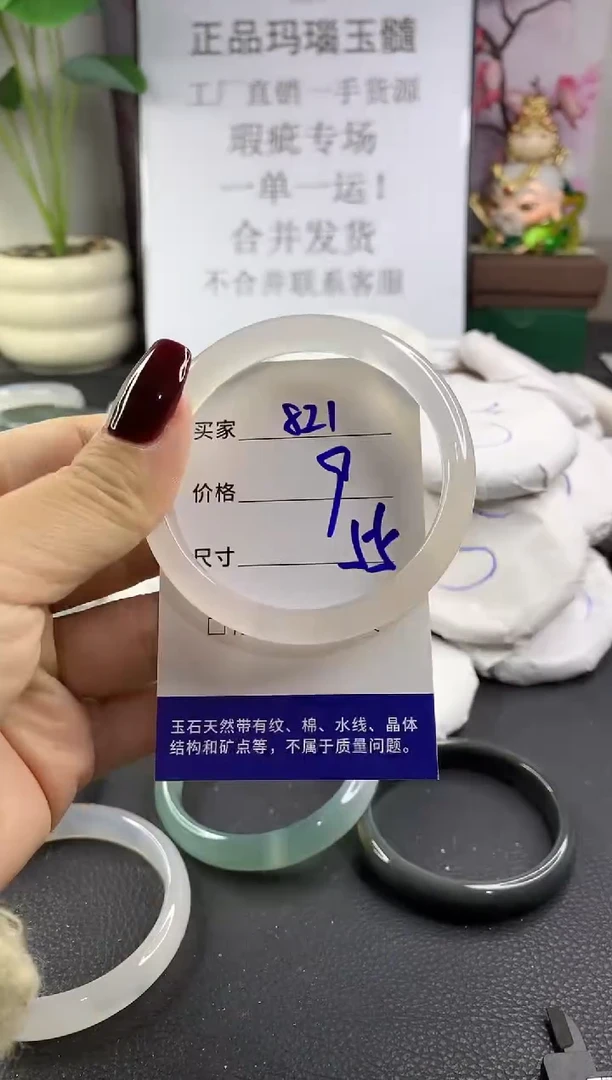 正品玛瑙玉髓
工厂直销一手货源
瑕疵专场
一单一运！
合并发货
不合并联系客服
买家 821
价格 9
尺寸 55
玉石天然带有纹、棉、水线、晶体
结构和矿点等，不属于质量问题。